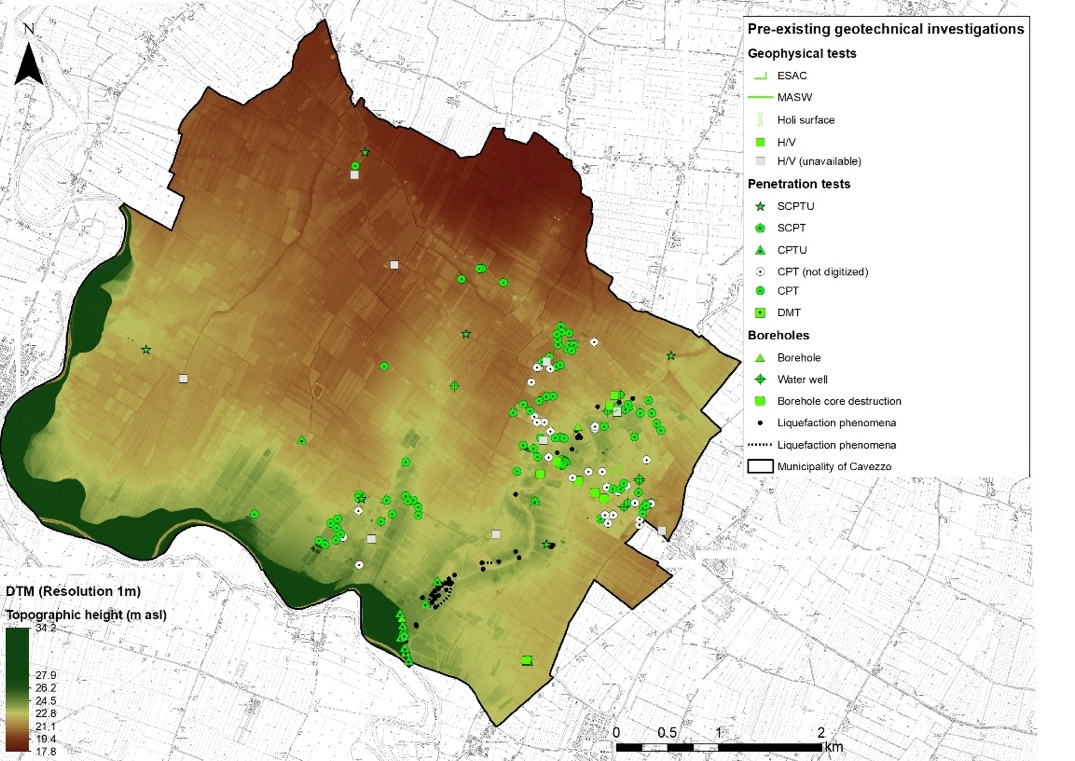 N
Pre-existing geotechnical investigations
Geophysical tests
ESAC
MASW
Holi surface
H/V
H/V (unavailable)
Penetration tests
SCPTU
SCPT
CPTU
CPT (not digitized)
CPT
DMT
Boreholes
Borehole
Water well
Borehole core destruction
Liquefaction phenomena
Liquefaction phenomena
Municipality of Cavezzo
DTM (Resolution 1m)
Topographic height (m asl)
34.2
27.9
26.2
24.5
22.8
21.1
19.4
17.8
0 0.5 1 2
km